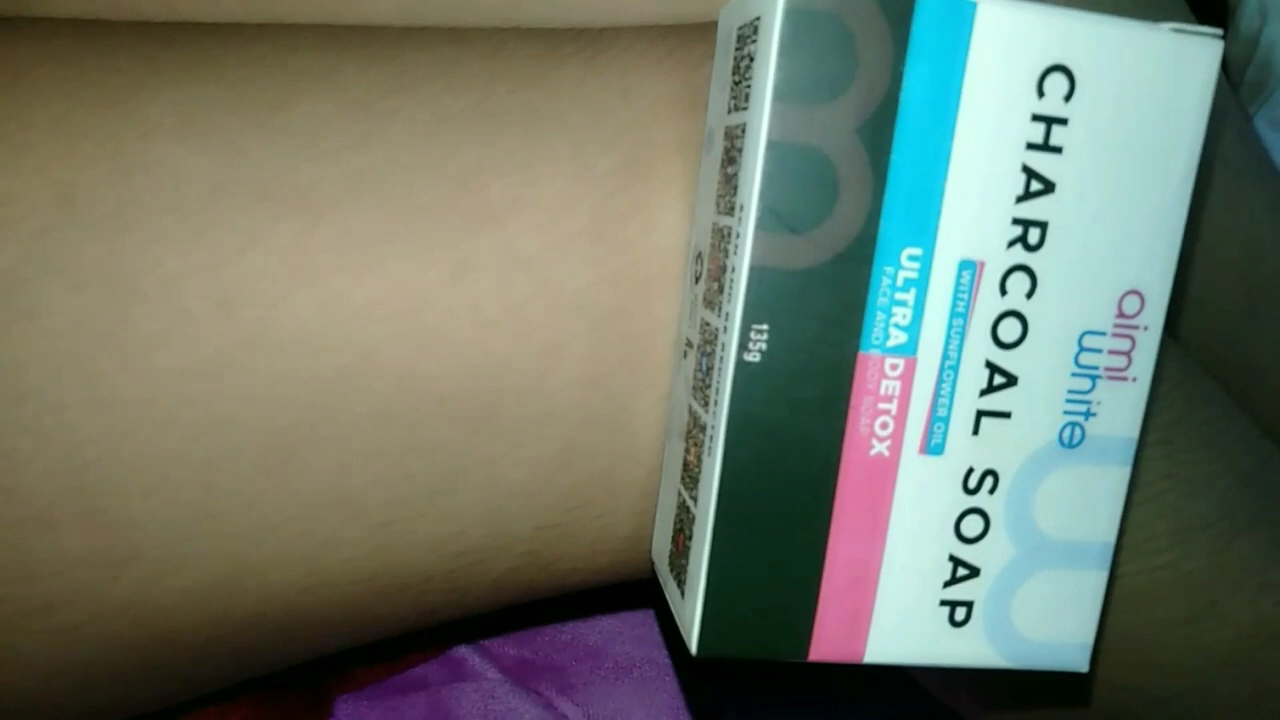 aimi
white
CHARCOAL SOAP
WITH SUNFLOWER OIL
ULTRA DETOX
FACE AND BODY SOAP
135g